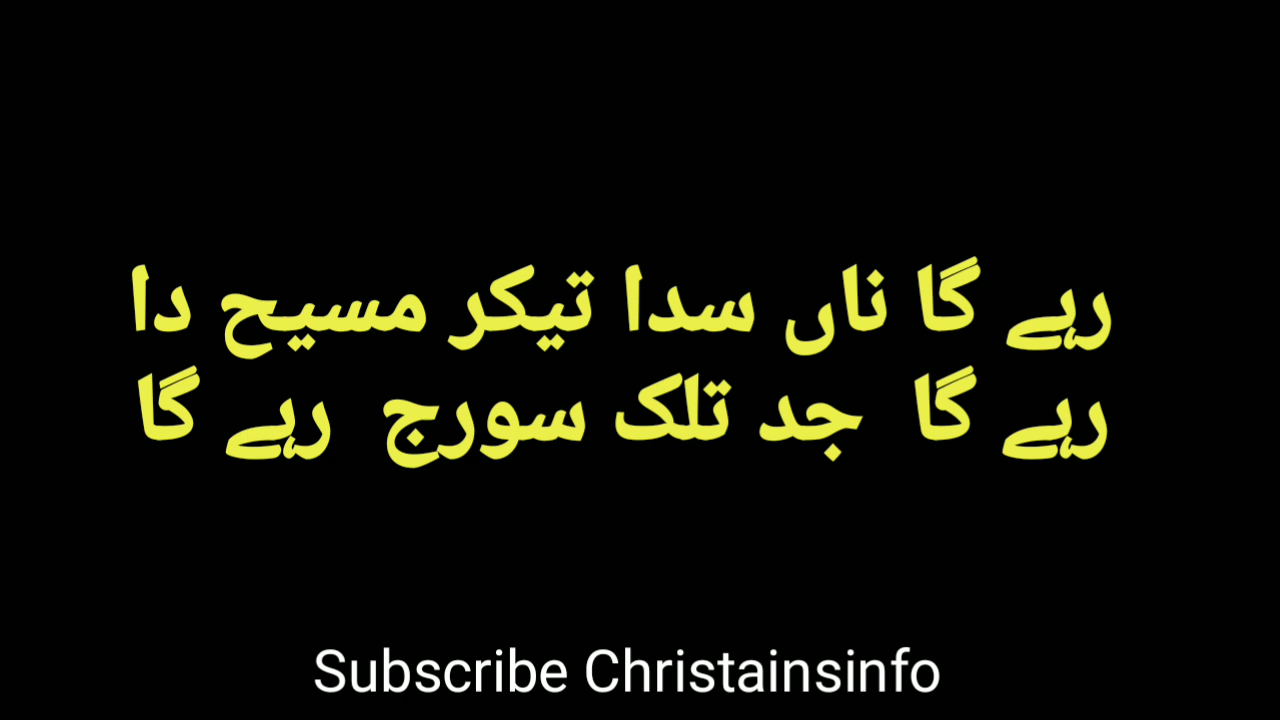 رہے گا ناں سدا تیکر مسیح دا
رہے گا جد تلک سورج رہے گا
Subscribe Christainsinfo